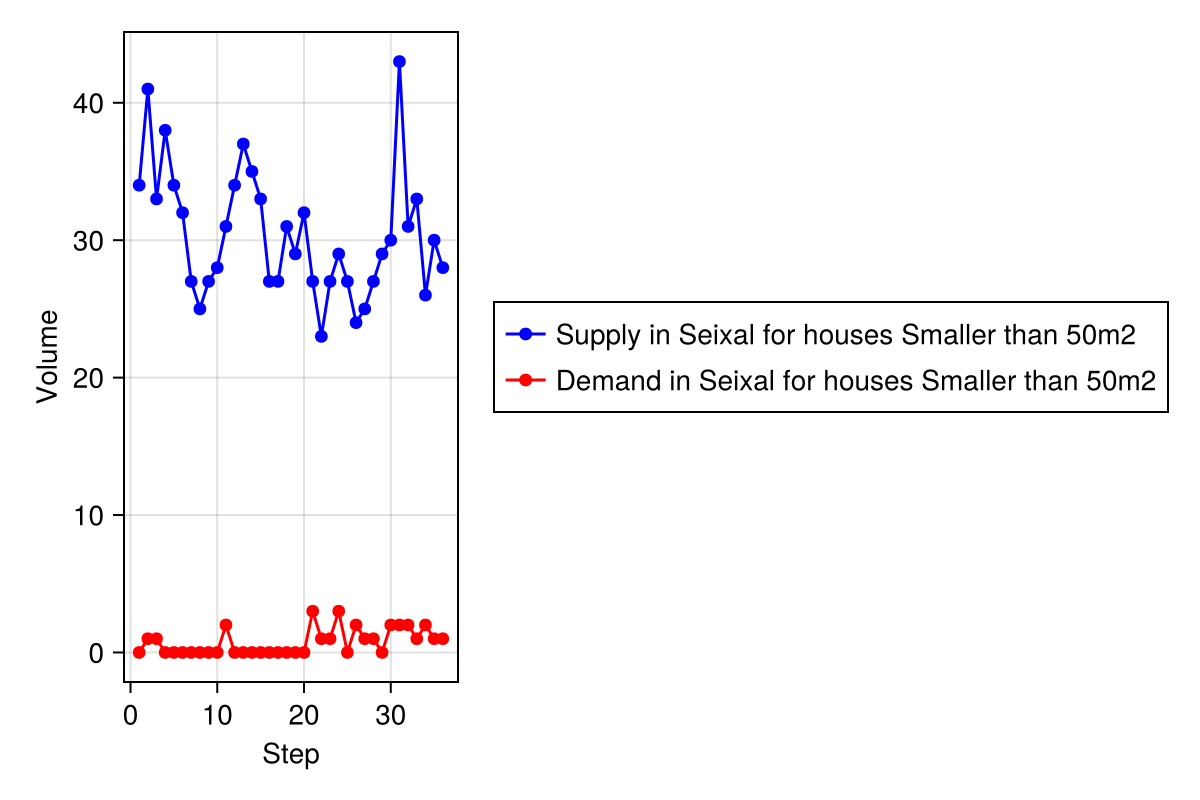 Volume
40
30
20
10
0
0 10 20 30
Step
Supply in Seixal for houses Smaller than 50m2
Demand in Seixal for houses Smaller than 50m2